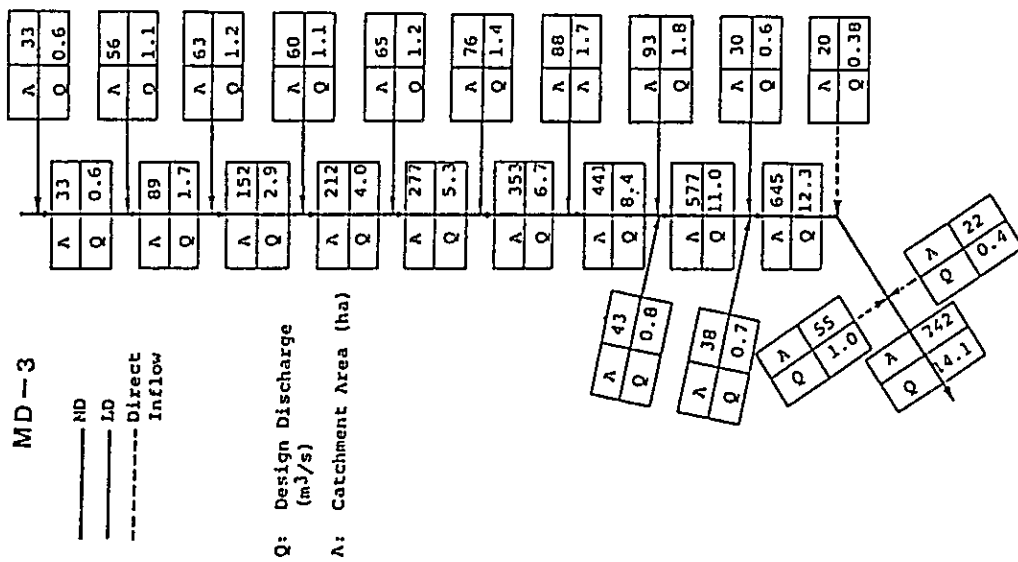 MD-3
MD
LD
Direct
Inflow
Q: Design Discharge
(m³/s)
A: Catchment Area (ha)
A 33
Q 0.6
A 56
Q 1.1
A 63
Q 1.2
A 60
Q 1.1
A 65
Q 1.2
A 76
Q 1.4
A 88
A 1.7
A 93
Q 1.8
A 30
Q 0.6
A 20
Q 0.38
A 33
Q 0.6
A 89
Q 1.7
A 152
Q 2.9
A 212
Q 4.0
A 277
Q 5.3
A 353
Q 6.7
A 441
Q 8.4
A 577
Q 11.0
A 645
Q 12.3
A 43
Q 0.8
A 38
Q 0.7
A 55
Q 1.0
A 22
Q 0.4
A 742
Q 14.1